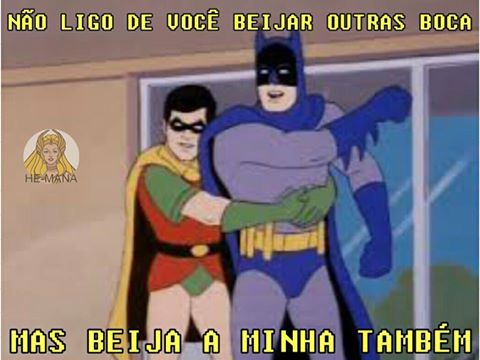 NÃO LIGO DE VOCÊ BEIJAR OUTRAS BOCA
HE-MANA
MAS BEIJA A MINHA TAMBÉM